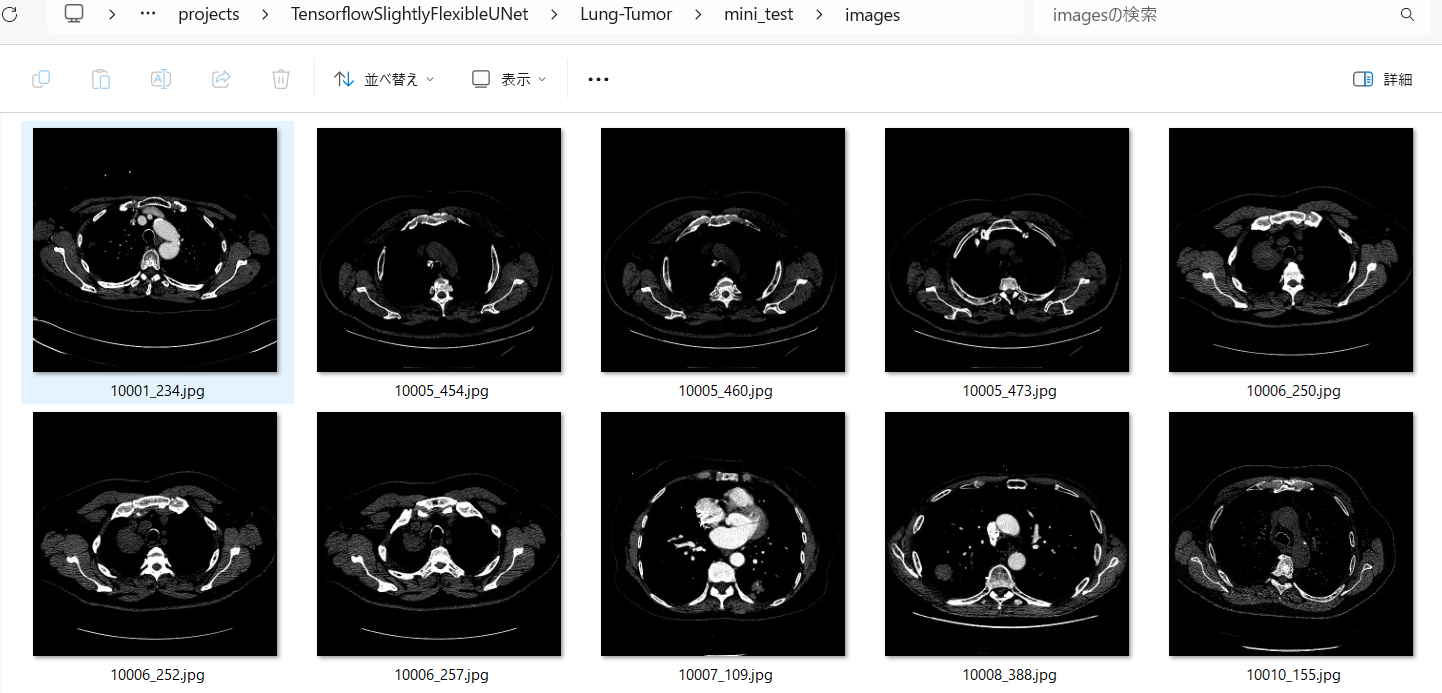 ··· projects > TensorflowSlightlyFlexibleUNet > Lung-Tumor > mini_test > images
imagesの検索
並べ替え 表示 ··· 詳細
10001_234.jpg 10005_454.jpg 10005_460.jpg 10005_473.jpg 10006_250.jpg
10006_252.jpg 10006_257.jpg 10007_109.jpg 10008_388.jpg 10010_155.jpg